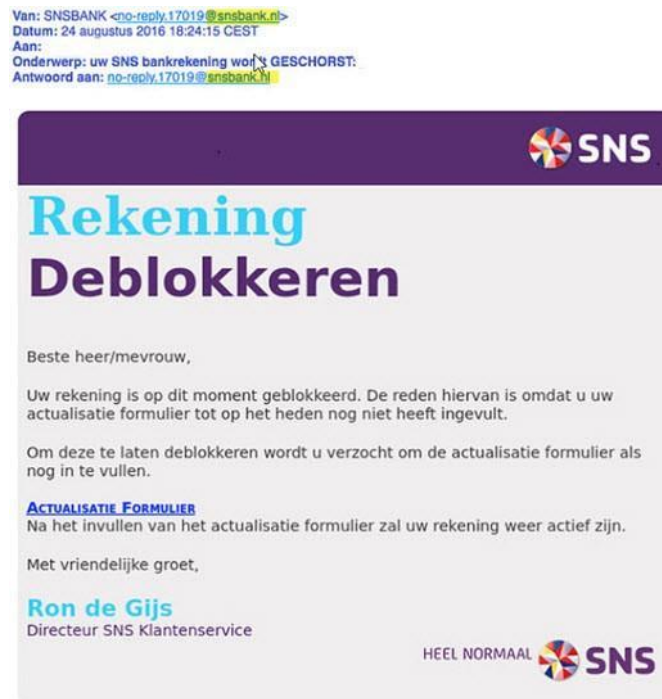 Van: SNSBANK <no-reply.17019@snsbank.nl>
Datum: 24 augustus 2016 18:24:15 CEST
Aan:
Onderwerp: uw SNS bankrekening wordt GESCHORST:
Antwoord aan: no-reply.17019@snsbank.nl
SNS
Rekening
Deblokkeren
Beste heer/mevrouw,
Uw rekening is op dit moment geblokkeerd. De reden hiervan is omdat u uw
actualisatie formulier tot op het heden nog niet heeft ingevult.
Om deze te laten deblokkeren wordt u verzocht om de actualisatie formulier als
nog in te vullen.
ACTUALISATIE FORMULIER
Na het invullen van het actualisatie formulier zal uw rekening weer actief zijn.
Met vriendelijke groet,
Ron de Gijs
Directeur SNS Klantenservice
HEEL NORMAAL SNS